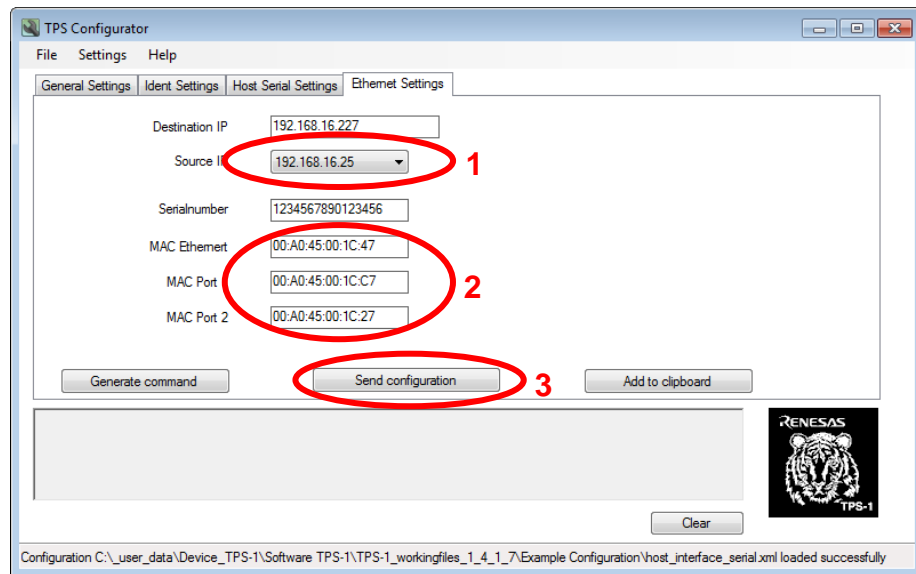 TPS Configurator
File Settings Help
General Settings Ident Settings Host Serial Settings Ethernet Settings
Destination IP 192.168.16.227
Source I 192.168.16.25 1
Serialnumber 1234567890123456
MAC Ethernert 00:A0:45:00:1C:47
MAC Port 00:A0:45:00:1C:C7 2
MAC Port 2 00:A0:45:00:1C:27
Generate command Send configuration 3 Add to clipboard
RENESAS
TPS-1
Clear
Configuration C:\_user_data\Device_TPS-1\Software TPS-1\TPS-1_workingfiles_1_4_1_7\Example Configuration\host_interface_serial.xml loaded successfully